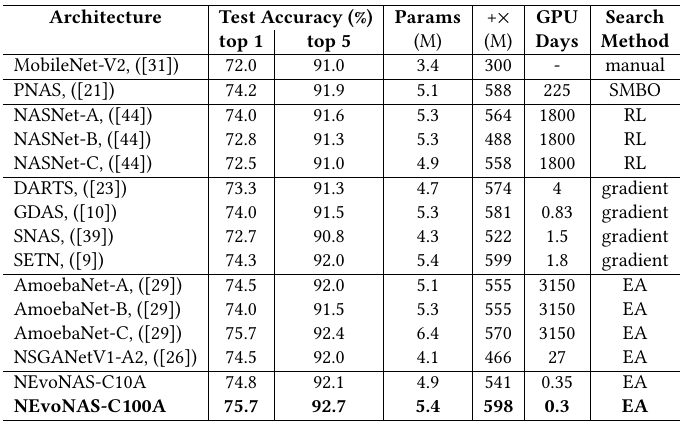 Architecture Test Accuracy (%) Params +× GPU Search
top 1 top 5 (M) (M) Days Method
MobileNet-V2, ([31]) 72.0 91.0 3.4 300 - manual
PNAS, ([21]) 74.2 91.9 5.1 588 225 SMBO
NASNet-A, ([44]) 74.0 91.6 5.3 564 1800 RL
NASNet-B, ([44]) 72.8 91.3 5.3 488 1800 RL
NASNet-C, ([44]) 72.5 91.0 4.9 558 1800 RL
DARTS, ([23]) 73.3 91.3 4.7 574 4 gradient
GDAS, ([10]) 74.0 91.5 5.3 581 0.83 gradient
SNAS, ([39]) 72.7 90.8 4.3 522 1.5 gradient
SETN, ([9]) 74.3 92.0 5.4 599 1.8 gradient
AmoebaNet-A, ([29]) 74.5 92.0 5.1 555 3150 EA
AmoebaNet-B, ([29]) 74.0 91.5 5.3 555 3150 EA
AmoebaNet-C, ([29]) 75.7 92.4 6.4 570 3150 EA
NSGANetV1-A2, ([26]) 74.5 92.0 4.1 466 27 EA
NEvoNAS-C10A 74.8 92.1 4.9 541 0.35 EA
NEvoNAS-C100A 75.7 92.7 5.4 598 0.3 EA